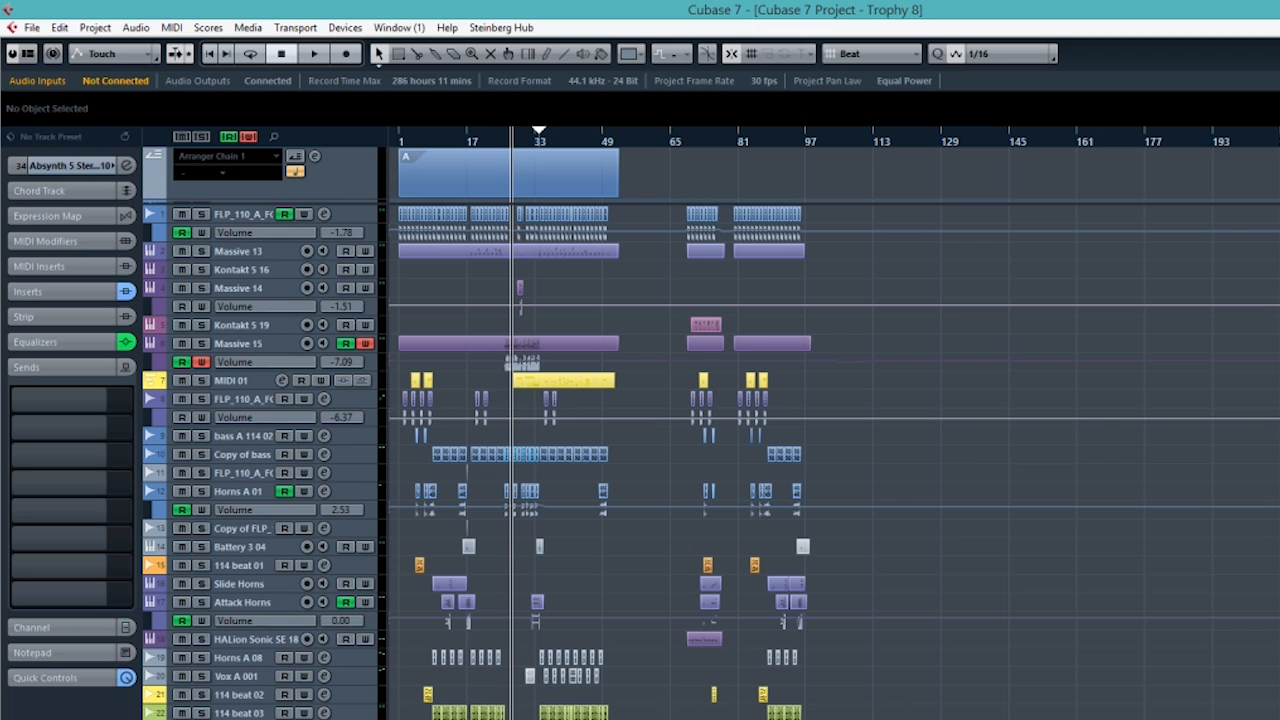 Cubase 7 - [Cubase 7 Project - Trophy 8]
File Edit Project Audio MIDI Scores Media Transport Devices Window (1) Help Steinberg Hub
Touch Beat Q 1/16
Audio Inputs Not Connected Audio Outputs Connected Record Time Max 286 hours 11 mins Record Format 44.1 kHz - 24 Bit Project Frame Rate 30 fps Project Pan Law Equal Power
No Object Selected
No Track Preset
1 17 33 49 65 81 97 113 129 145 161 177 193
Arranger Chain 1
A
34 Absynth 5 Ster...10
Chord Track
Expression Map
MIDI Modifiers
MIDI Inserts
Inserts
Strip
Equalizers
Sends
Channel
Notepad
Quick Controls
1 m S FLP_110_A_FC R W e
R W Volume -1.78
2 m S Massive 13 R W
3 m S Kontakt 5 16 R W
4 m S Massive 14 R W
R W Volume -1.51
5 m S Kontakt 5 19 R W
6 m S Massive 15 R W
R W Volume -7.09
7 m S MIDI 01 e R W
8 m S FLP_110_A_FC R W e
R W Volume -6.37
9 m S bass A 114 02 R W e
10 m S Copy of bass R W e
11 m S FLP_110_A_FC R W e
12 m S Horns A 01 R W e
R W Volume 2.53
13 m S Copy of FLP_ R W e
14 m S Battery 3 04 R W
15 m S 114 beat 01 R W e
16 m S Slide Horns R W
17 m S Attack Horns R W
R W Volume 0.00
18 m S HALion Sonic SE 18 R W
19 m S Horns A 08 R W e
20 m S Vox A 001 R W e
21 m S 114 beat 02 R W e
22 m S 114 beat 03 R W e